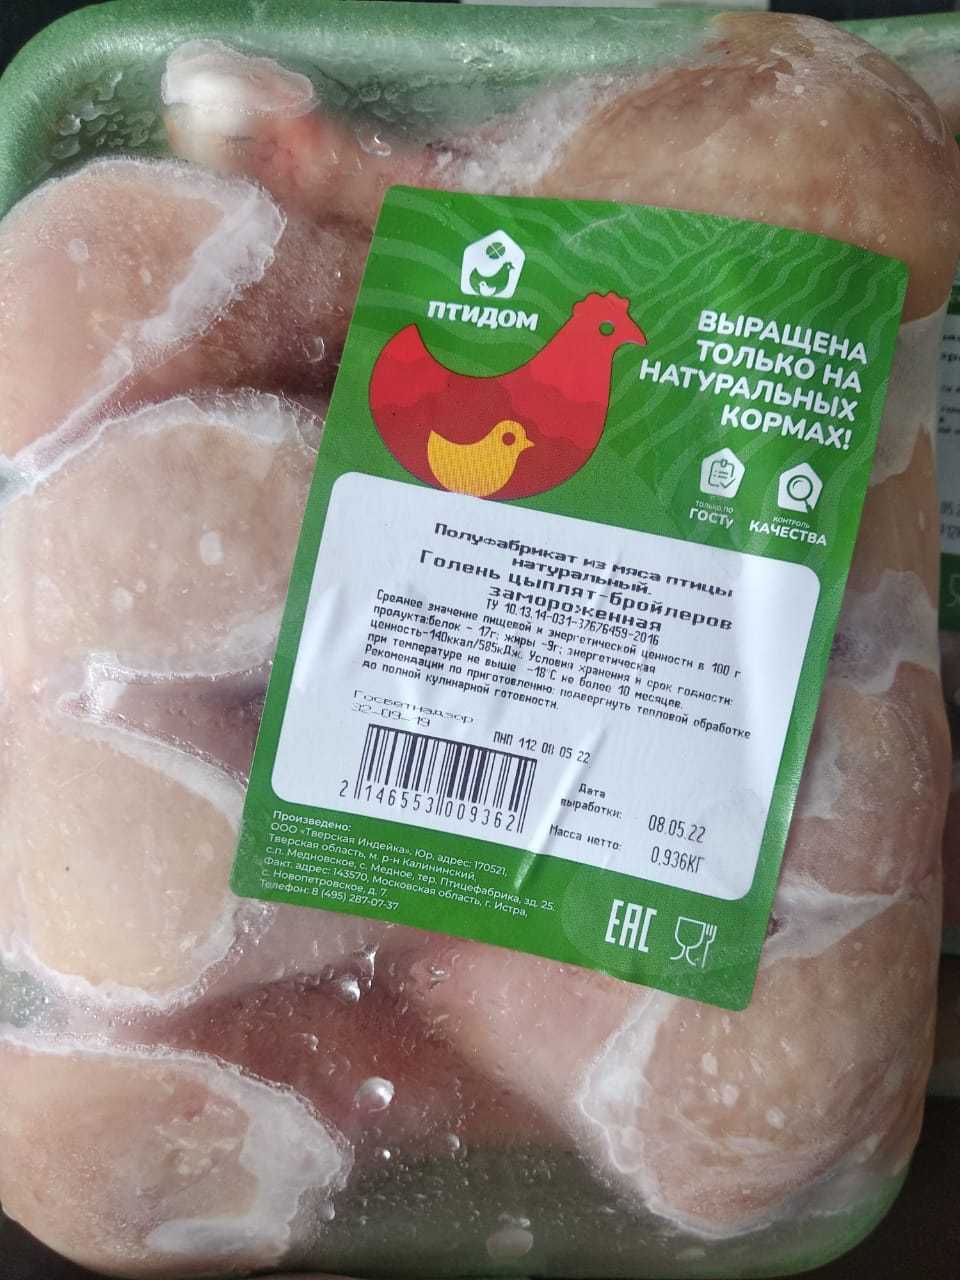 ПТИДОМ
ВЫРАЩЕНА
ТОЛЬКО НА
НАТУРАЛЬНЫХ
КОРМАХ!
ТОЛЬКО ПО
ГОСТу
КОНТРОЛЬ
КАЧЕСТВА
Полуфабрикат из мяса птицы
натуральный.
Голень цыплят-бройлеров
замороженная
ТУ 10.13.14-031-37676459-2016
Среднее значение пищевой и энергетической ценности в 100 г
продукта:белок - 17г; жиры -9г; энергетическая
ценность-140ккал/585кДж. Условия хранения и срок годности:
при температуре не выше -18°С не более 10 месяцев.
Рекомендации по приготовлению: подвергнуть тепловой обработке
до полной кулинарной готовности.
Госветнадзор
32-09-19
ПНП 112 08 05 22
2 146553 009362
Дата
выработки:
08.05.22
Масса нетто:
0,936КГ
Произведено:
ООО «Тверская Индейка». Юр. адрес: 170521,
Тверская область, м. р-н Калининский,
с.п. Медновское, с. Медное, тер. Птицефабрика, зд. 25.
Факт. адрес: 143570, Московская область, г. Истра,
с. Новопетровское, д. 7.
Телефон: 8 (495) 287-07-37
ЕАС